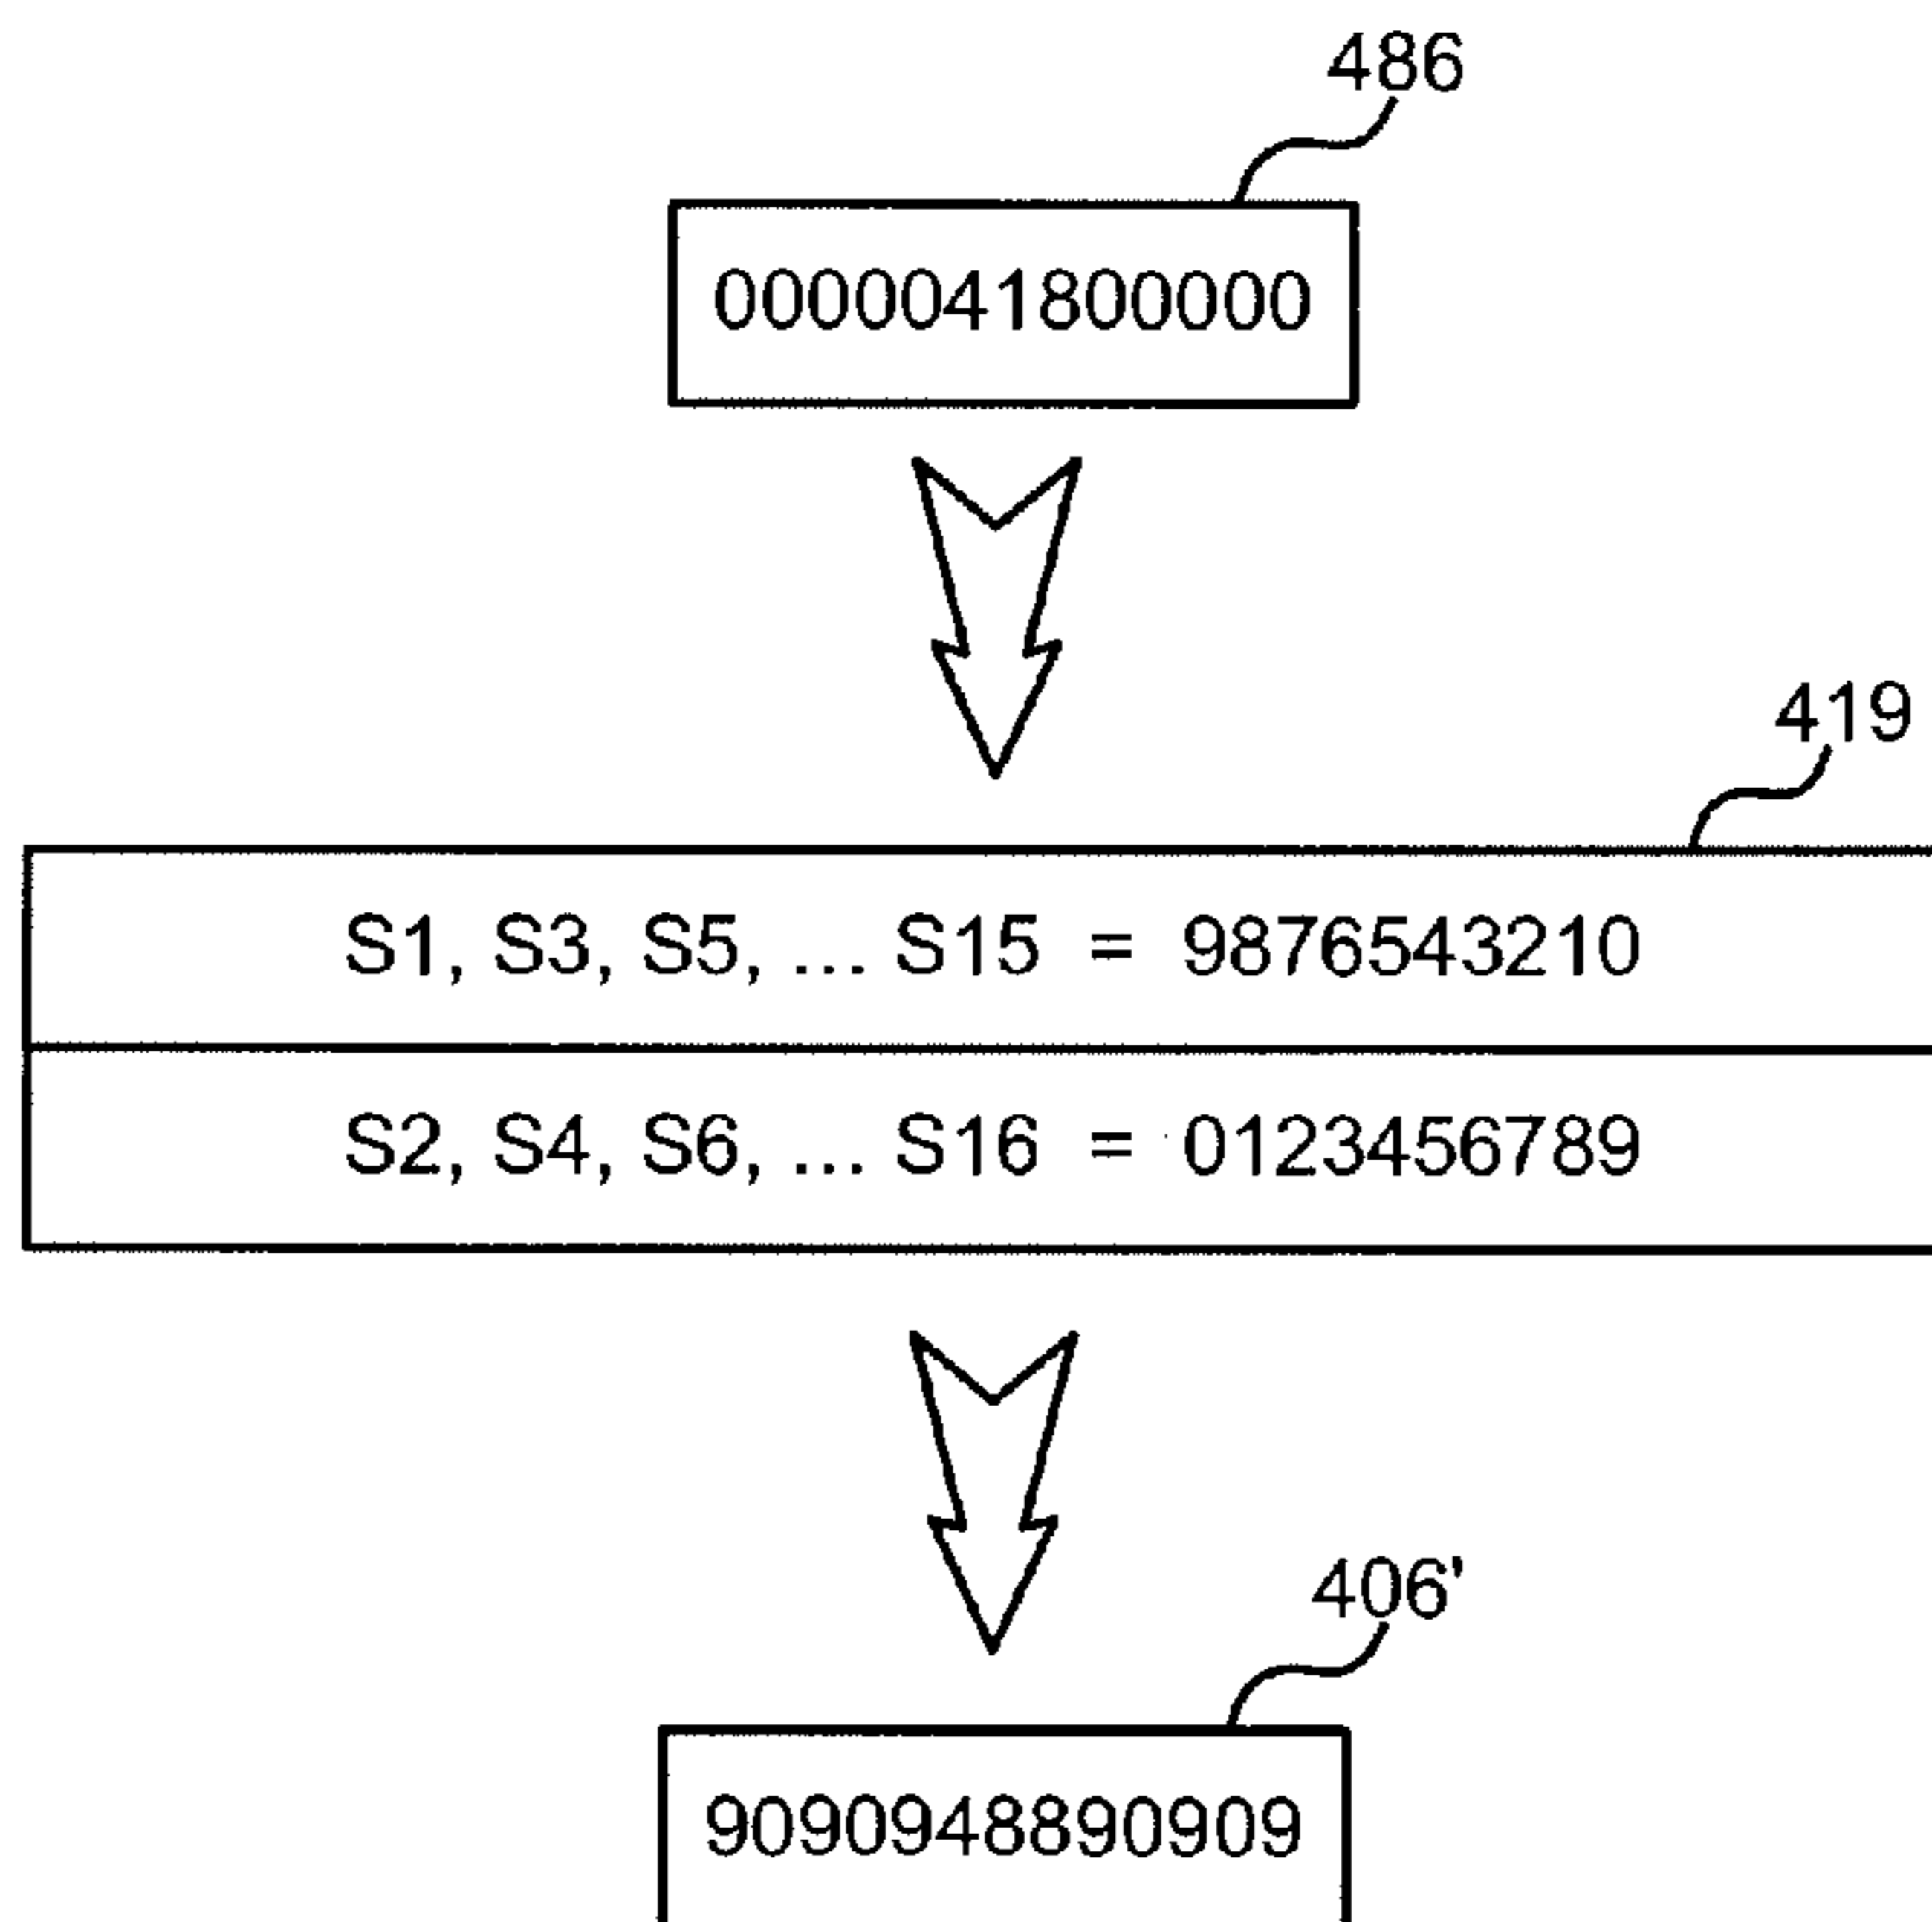 486
0000041800000
419
S1, S3, S5, ... S15 = 9876543210
S2, S4, S6, ... S16 = 0123456789
406'
9090948890909